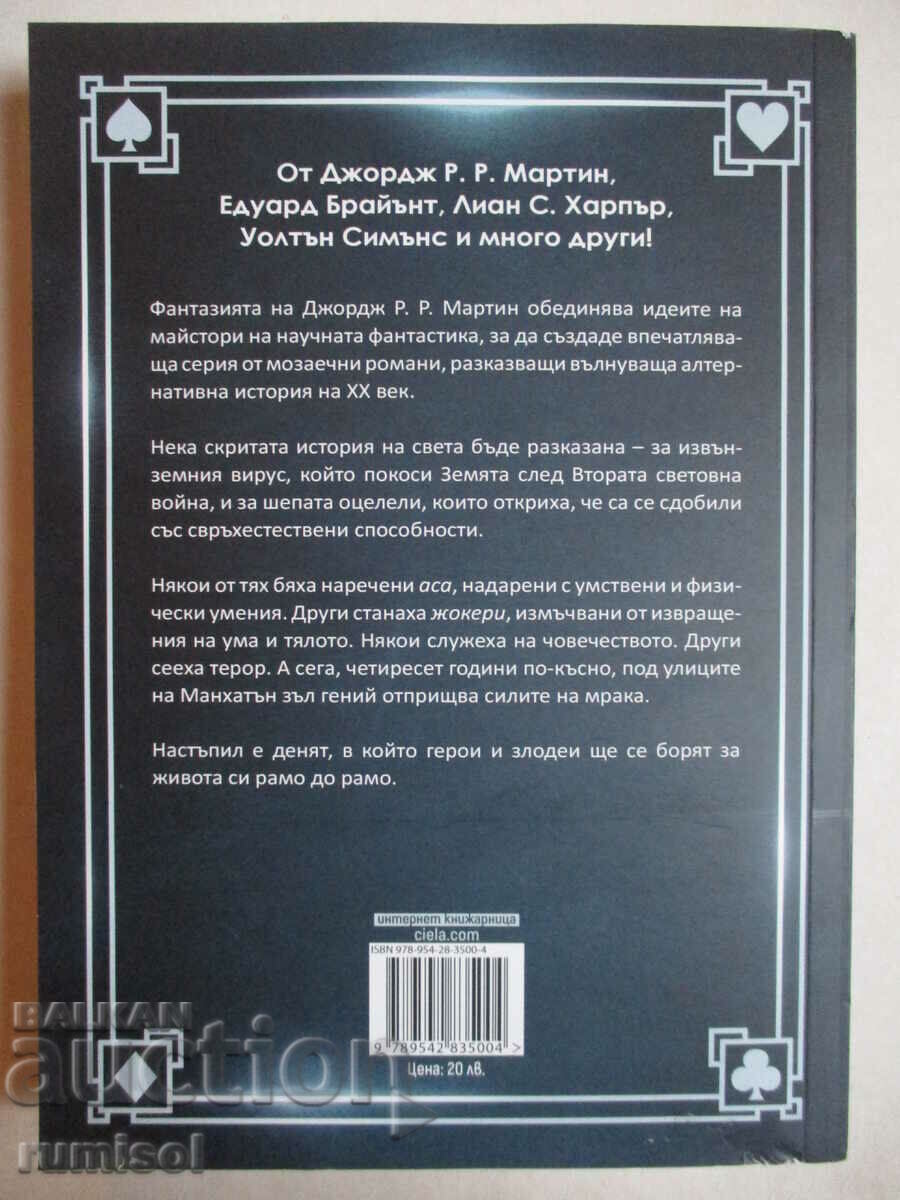 От Джордж Р. Р. Мартин,
Едуард Брайънт, Лиан С. Харпър,
Уолтън Симънс и много други!
Фантазията на Джордж Р. Р. Мартин обединява идеите на
майстори на научната фантастика, за да създаде впечатлява-
ща серия от мозаечни романи, разказващи вълнуваща алтер-
нативна история на XX век.
Нека скритата история на света бъде разказана – за извън-
земния вирус, който покоси Земята след Втората световна
война, и за шепата оцелели, които откриха, че са се сдобили
със свръхестествени способности.
Някои от тях бяха наречени аса, надарени с умствени и физи-
чески умения. Други станаха жокери, измъчвани от извраще-
ния на ума и тялото. Някои служеха на човечеството. Други
сееха терор. А сега, четиресет години по-късно, под улиците
на Манхатън зъл гений отприщва силите на мрака.
Настъпил е денят, в който герои и злодеи ще се борят за
живота си рамо до рамо.
интернет книжарница
ciela.com
ISBN 978-954-28-3500-4
9 789542 835004 >
Цена: 20 лв.
BALKAN
auction
rumisol